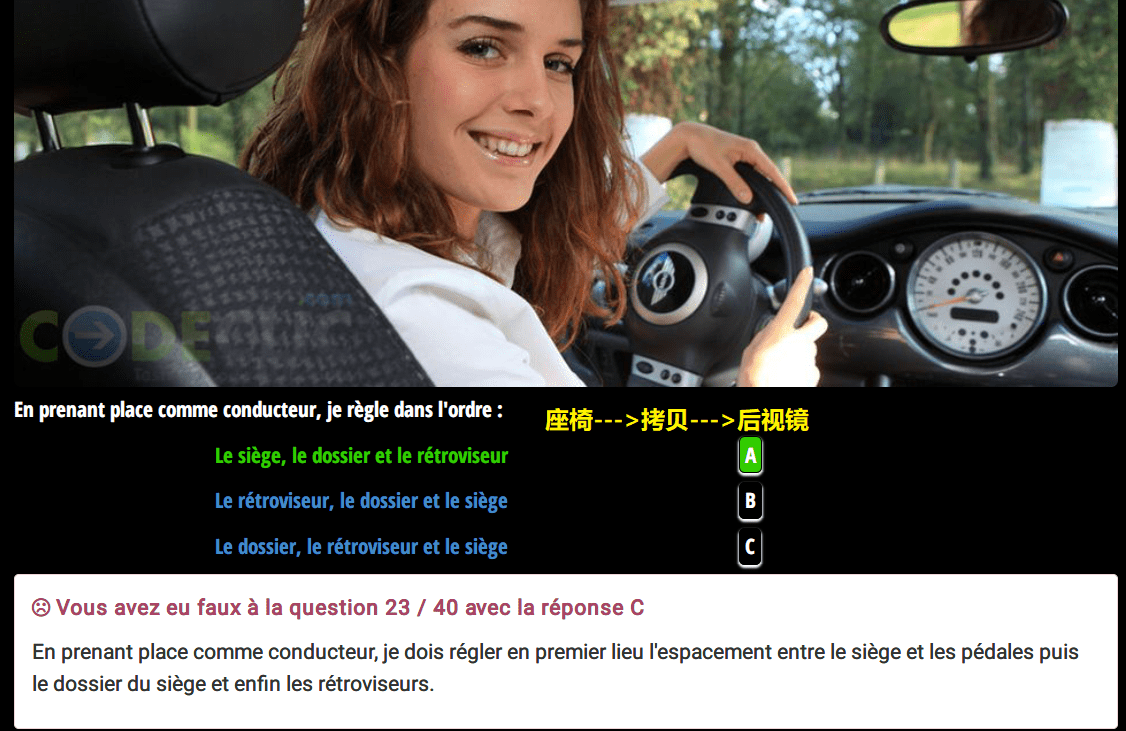 CODE
En prenant place comme conducteur, je règle dans l'ordre :
座椅--->拷贝--->后视镜
Le siège, le dossier et le rétroviseur
A
Le rétroviseur, le dossier et le siège
B
Le dossier, le rétroviseur et le siège
C
Vous avez eu faux à la question 23 / 40 avec la réponse C
En prenant place comme conducteur, je dois régler en premier lieu l'espacement entre le siège et les pédales puis
le dossier du siège et enfin les rétroviseurs.